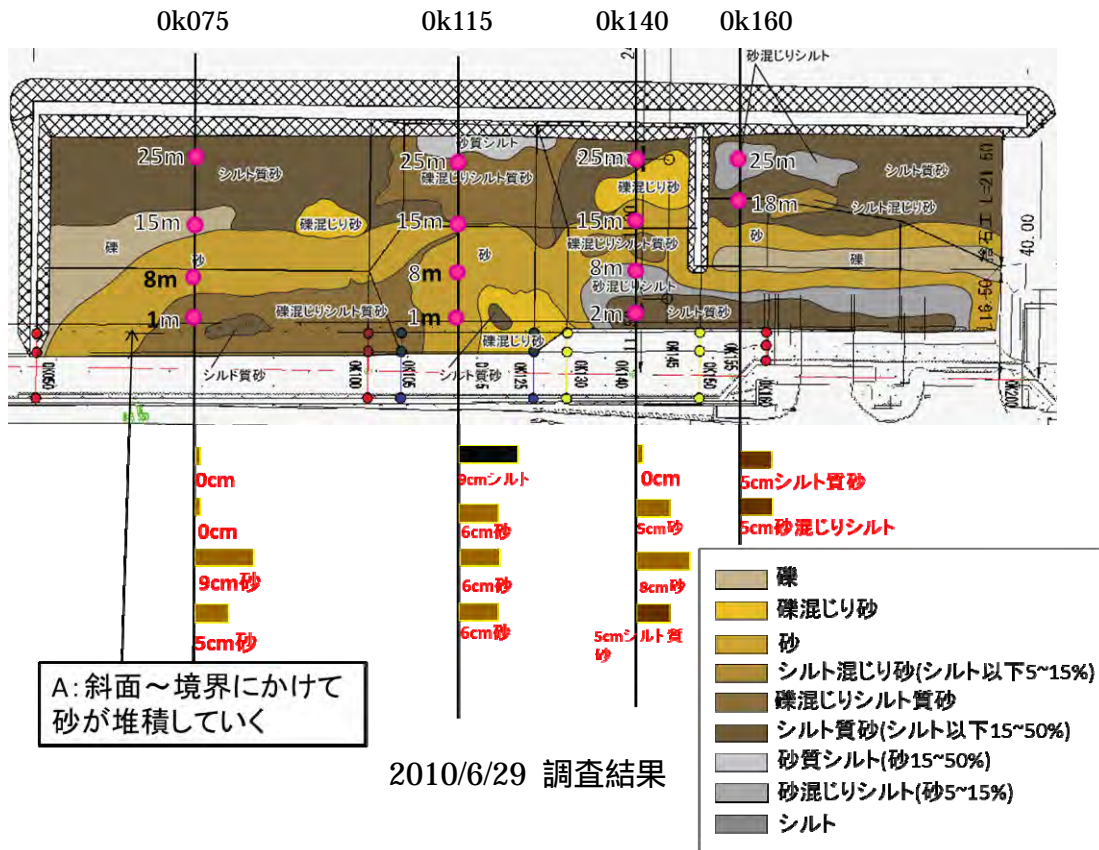 0k075
0k115
0k140
0k160
砂混じりシルト
25m
シルト質砂
砂質シルト
25m
礫混じりシルト質砂
25m
礫混じり砂
25m
シルト質砂
15m
礫
礫混じり砂
15m
砂
15m
礫混じりシルト質砂
18m
シルト混じり砂
砂
礫
40.00
砂
8m
8m
8m
砂混じりシルト
1m
礫混じりシルト質砂
1m
礫混じり砂
2m
シルト質砂
シルト質砂
シルト質砂
0K100
0K105
0K125
0K130
0K140
0K145
0K150
0K155
0K160
0K200
0cm
0cm
9cm砂
5cm砂
9cmシルト
6cm砂
6cm砂
6cm砂
0cm
5cm砂
8cm砂
5cmシルト質
砂
5cmシルト質砂
5cm砂混じりシルト
A:斜面~境界にかけて
砂が堆積していく
2010/6/29 調査結果
礫
礫混じり砂
砂
シルト混じり砂(シルト以下5~15%)
礫混じりシルト質砂
シルト質砂(シルト以下15~50%)
砂質シルト(砂15~50%)
砂混じりシルト(砂5~15%)
シルト